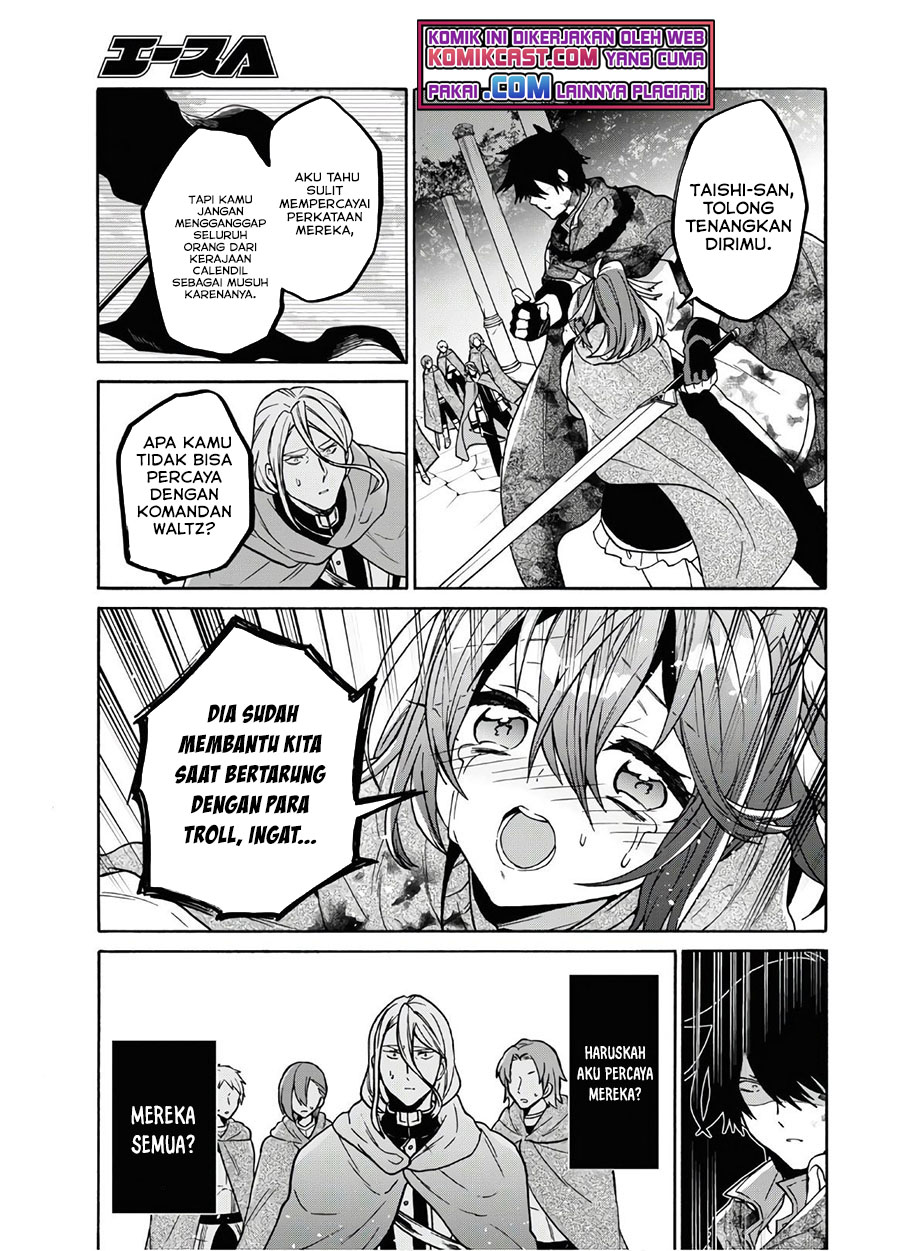 エースA
KOMIK INI DIKERJAKAN OLEH WEB
KOMIKCAST.COM YANG CUMA
PAKAI .COM LAINNYA PLAGIAT!
TAISHI-SAN,
TOLONG
TENANGKAN
DIRIMU.
AKU TAHU
SULIT
MEMPERCAYAI
PERKATAAN
MEREKA,
TAPI KAMU
JANGAN
MENGGANGGAP
SELURUH
ORANG DARI
KERAJAAN
CALENDIL
SEBAGAI MUSUH
KARENANYA.
APA KAMU
TIDAK BISA
PERCAYA
DENGAN
KOMANDAN
WALTZ?
DIA SUDAH
MEMBANTU KITA
SAAT BERTARUNG
DENGAN PARA
TROLL, INGAT...
HARUSKAH
AKU PERCAYA
MEREKA?
MEREKA
SEMUA?